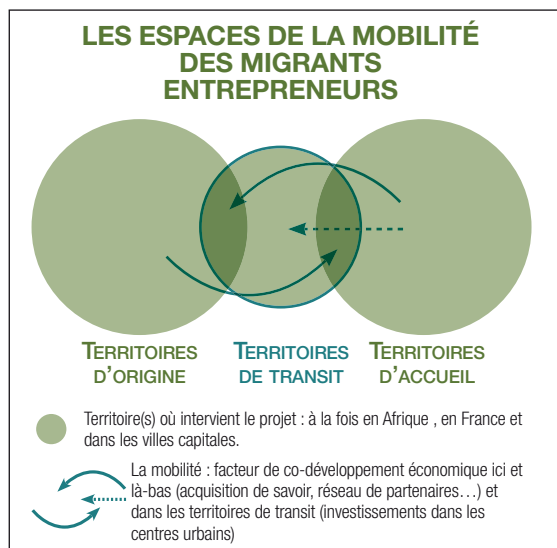 LES ESPACES DE LA MOBILITÉ
DES MIGRANTS
ENTREPRENEURS
TERRITOIRES D'ORIGINE
TERRITOIRES DE TRANSIT
TERRITOIRES D'ACCUEIL
Territoire(s) où intervient le projet : à la fois en Afrique , en France et
dans les villes capitales.
La mobilité : facteur de co-développement économique ici et
là-bas (acquisition de savoir, réseau de partenaires…) et
dans les territoires de transit (investissements dans les
centres urbains)